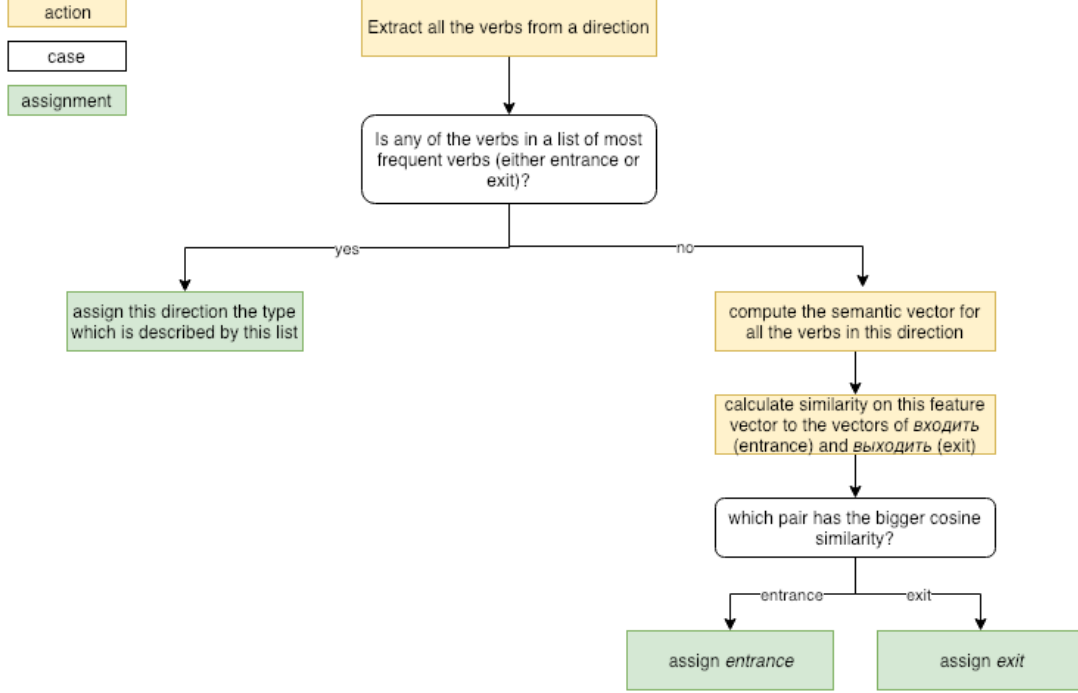 action
case
assignment
Extract all the verbs from a direction
Is any of the verbs in a list of most
frequent verbs (either entrance or
exit)?
yes
no
assign this direction the type
which is described by this list
compute the semantic vector for
all the verbs in this direction
calculate similarity on this feature
vector to the vectors of входить
(entrance) and выходить (exit)
which pair has the bigger cosine
similarity?
entrance
exit
assign entrance
assign exit